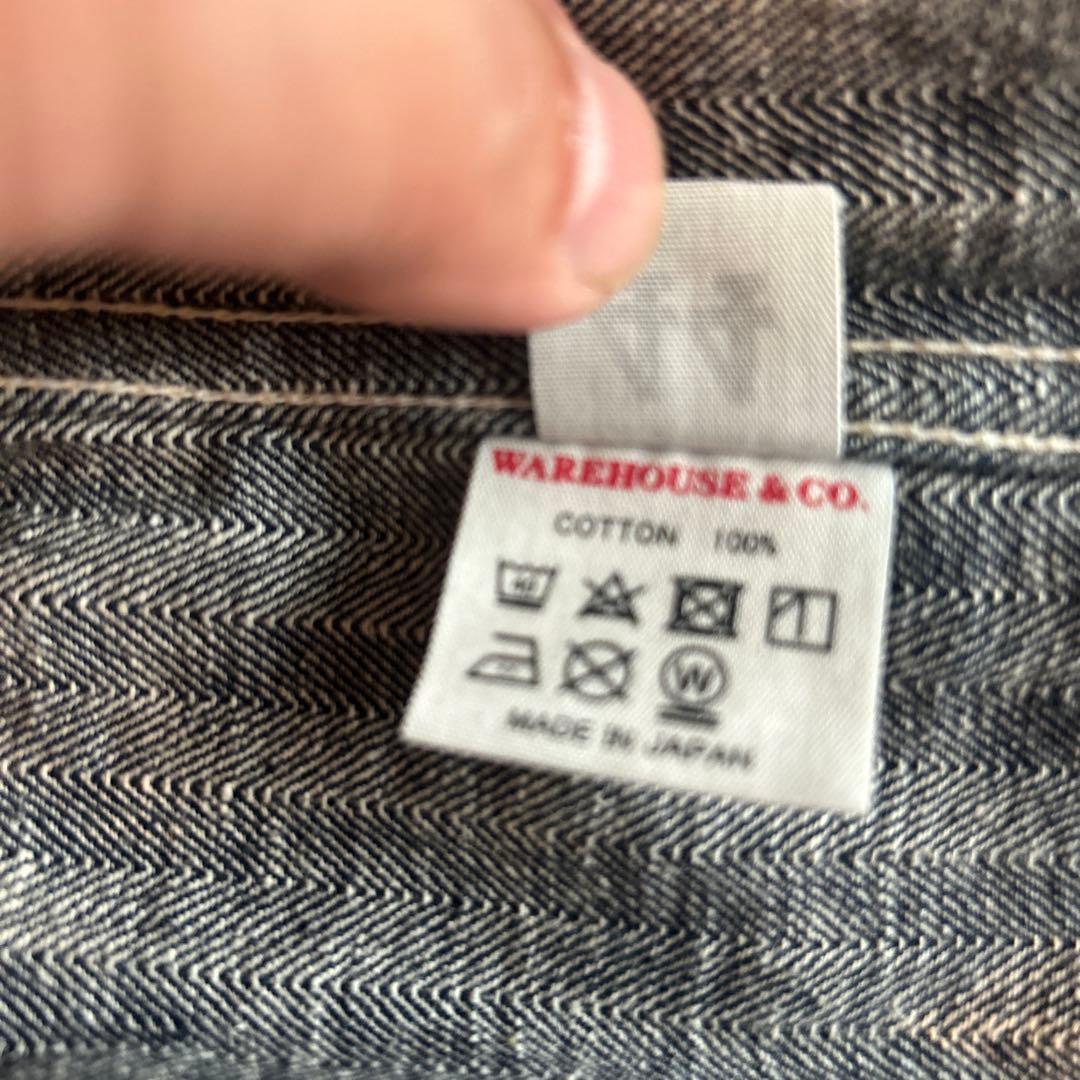 WAREHOUSE & CO.
COTTON 100%
W
MADE IN JAPAN